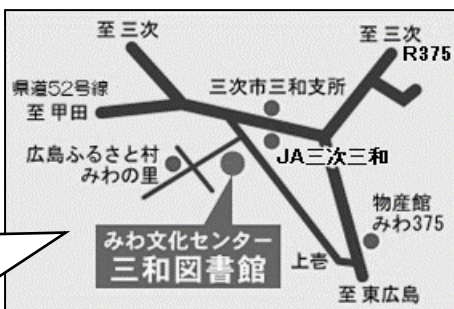 至三次
至三次
R375
県道52号線
至甲田
三次市三和支所
広島ふるさと村
みわの里
JA三次三和
物産館
みわ375
みわ文化センター
三和図書館
上壱
至東広島